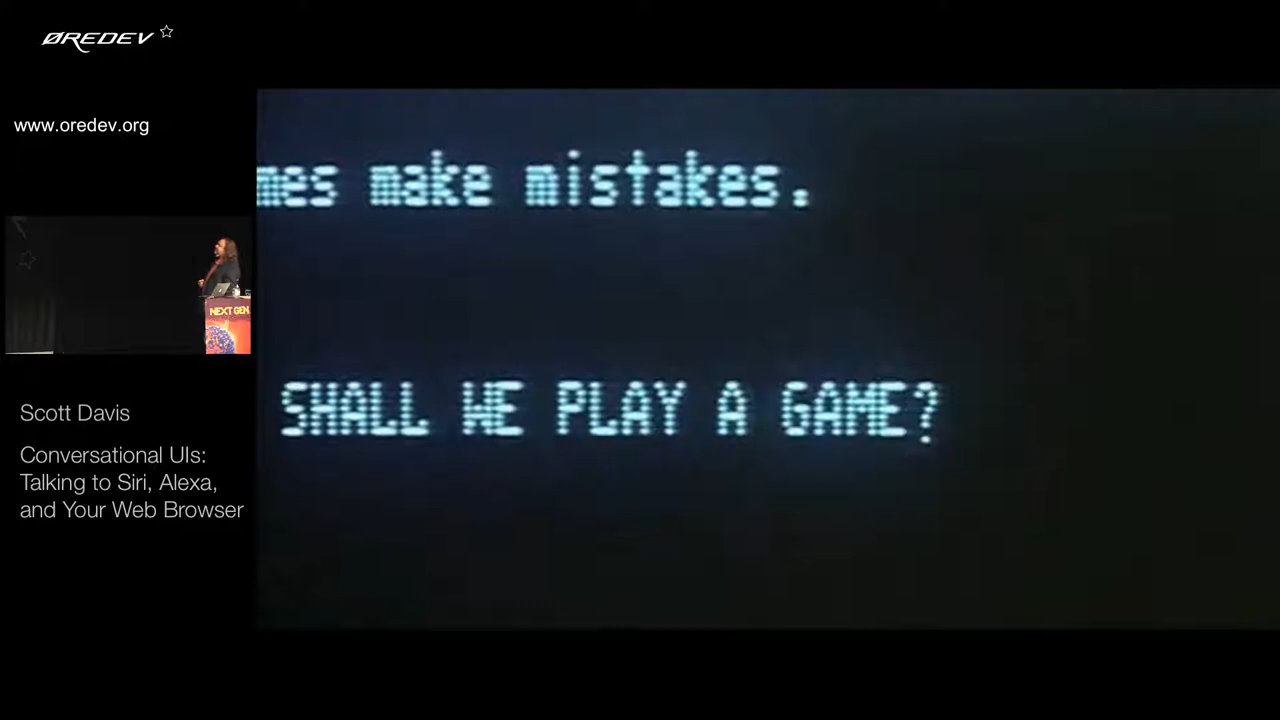 ØREDEV
www.oredev.org
mes make mistakes.
SHALL WE PLAY A GAME?
NEXT GEN
Scott Davis
Conversational UIs:
Talking to Siri, Alexa,
and Your Web Browser